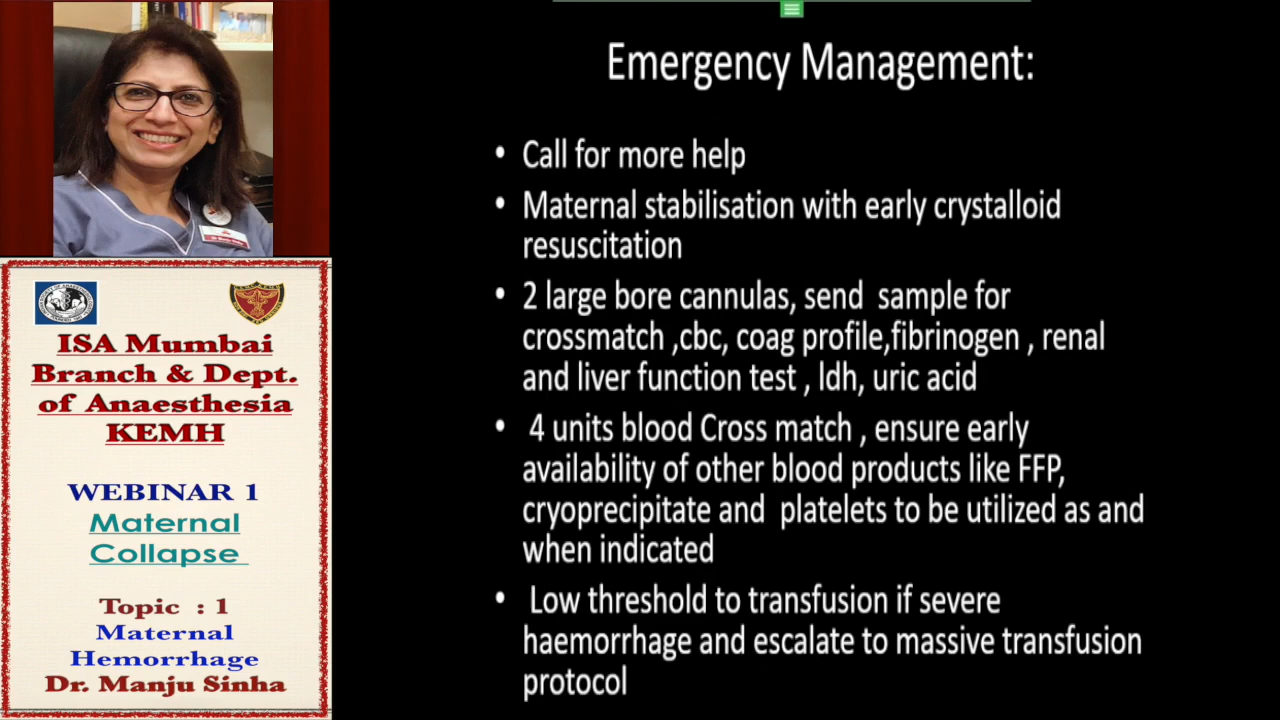 Emergency Management:
• Call for more help
• Maternal stabilisation with early crystalloid
resuscitation
• 2 large bore cannulas, send  sample for
crossmatch ,cbc, coag profile,fibrinogen , renal
and liver function test , ldh, uric acid
•  4 units blood Cross match , ensure early
availability of other blood products like FFP,
cryoprecipitate and  platelets to be utilized as and
when indicated
•  Low threshold to transfusion if severe
haemorrhage and escalate to massive transfusion
protocol
ISA Mumbai
Branch & Dept.
of Anaesthesia
KEMH
WEBINAR 1
Maternal
Collapse
Topic  : 1
Maternal
Hemorrhage
Dr. Manju Sinha